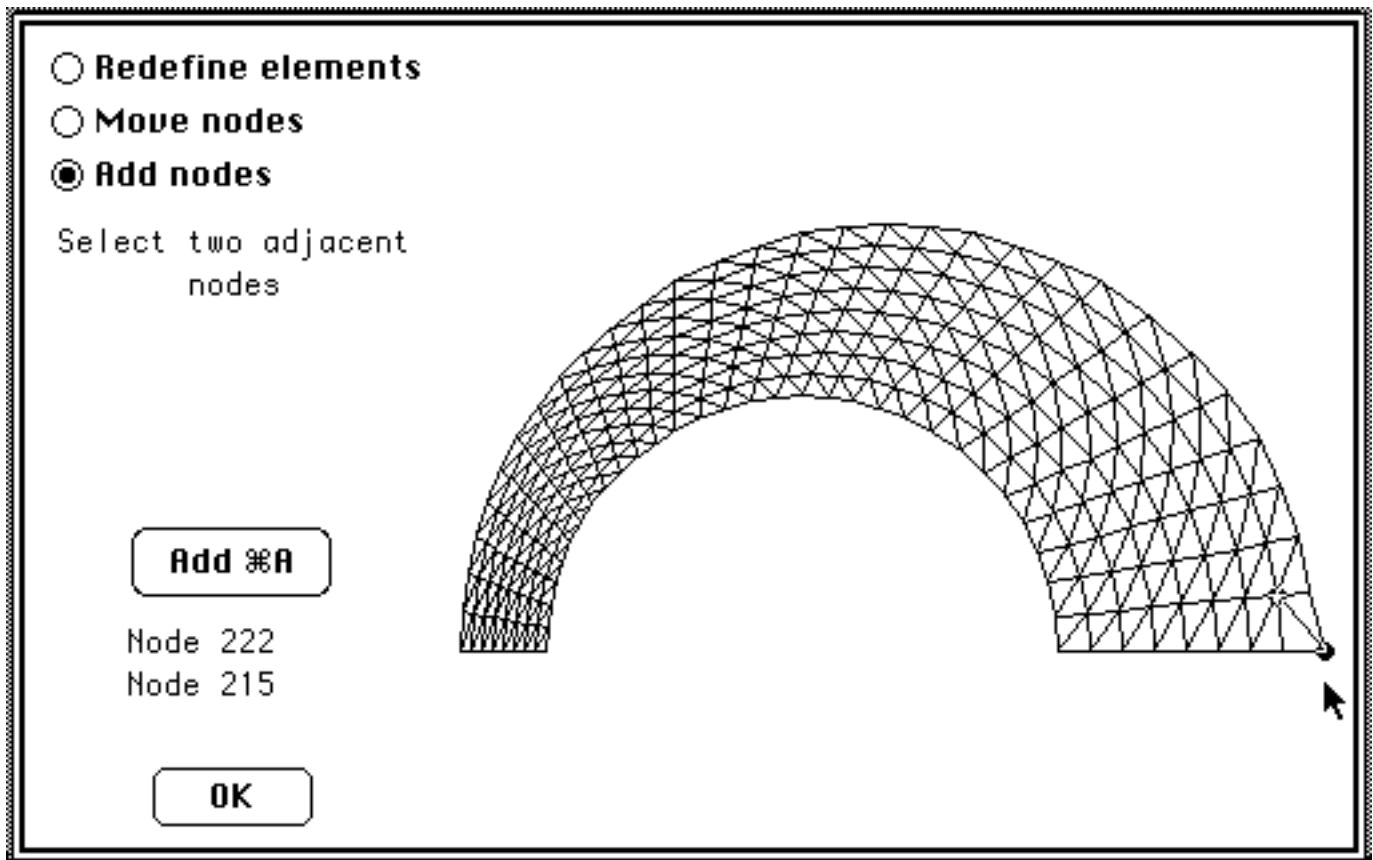 Redefine elements
Move nodes
Add nodes
Select two adjacent
nodes
Add ⌘A
Node 222
Node 215
OK